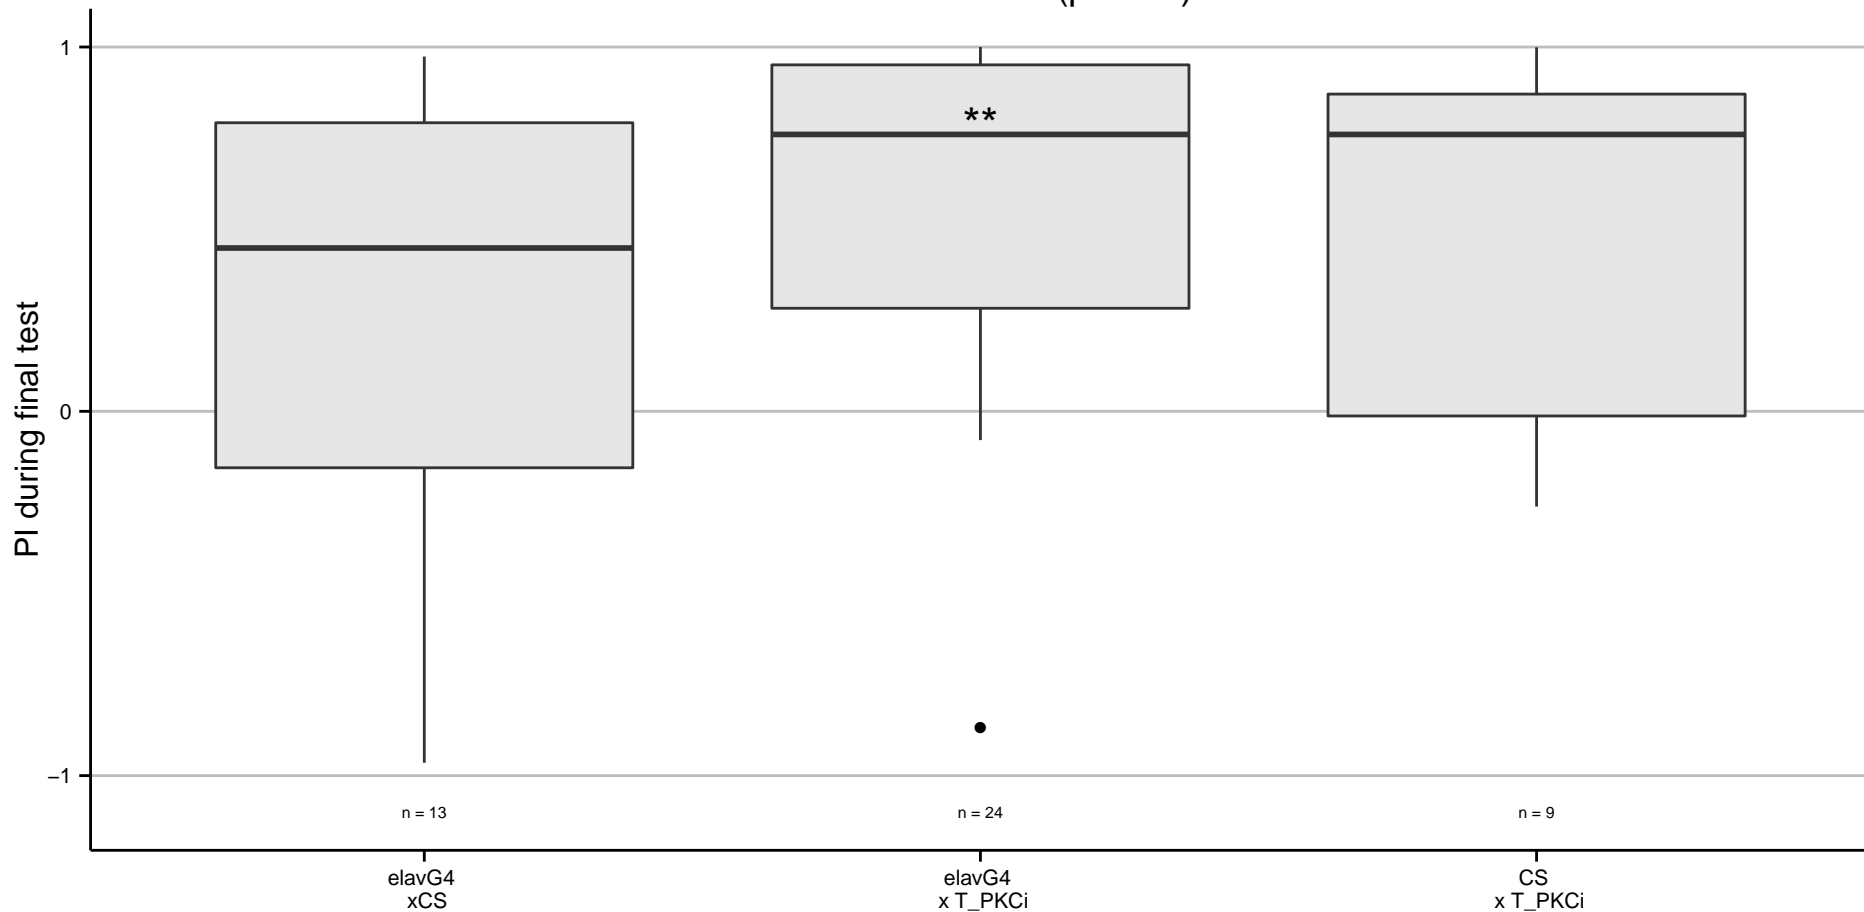 1
**
PI during final test
0
−1
n = 13
n = 24
n = 9
elavG4
xCS
elavG4
x T_PKCi
CS
x T_PKCi